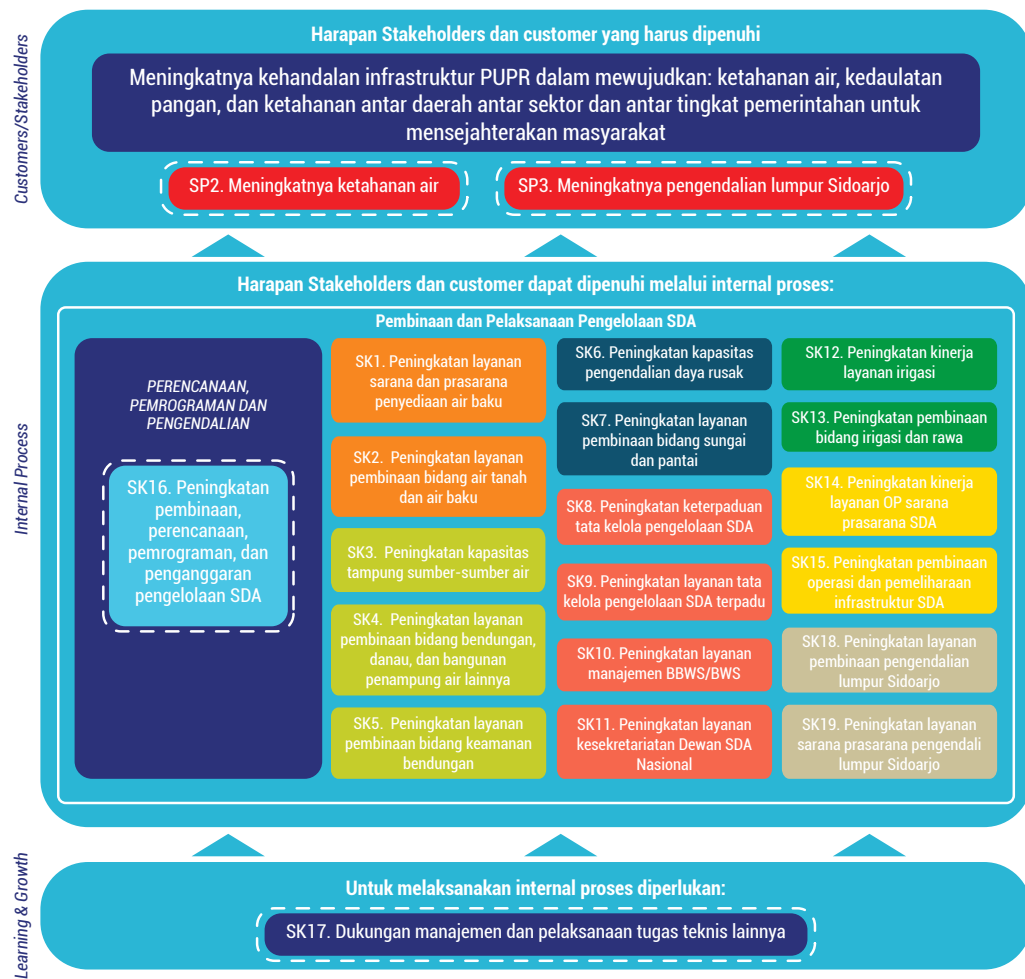 Customers/Stakeholders
Harapan Stakeholders dan customer yang harus dipenuhi
Meningkatnya kehandalan infrastruktur PUPR dalam mewujudkan: ketahanan air, kedaulatan
pangan, dan ketahanan antar daerah antar sektor dan antar tingkat pemerintahan untuk
mensejahterakan masyarakat
SP2. Meningkatnya ketahanan air
SP3. Meningkatnya pengendalian lumpur Sidoarjo
Internal Process
Harapan Stakeholders dan customer dapat dipenuhi melalui internal proses:
Pembinaan dan Pelaksanaan Pengelolaan SDA
PERENCANAAN,
PEMROGRAMAN DAN
PENGENDALIAN
SK16. Peningkatan
pembinaan,
perencanaan,
pemrograman, dan
penganggaran
pengelolaan SDA
SK1. Peningkatan layanan
sarana dan prasarana
penyediaan air baku
SK2. Peningkatan layanan
pembinaan bidang air tanah
dan air baku
SK3. Peningkatan kapasitas
tampung sumber-sumber air
SK4. Peningkatan layanan
pembinaan bidang bendungan,
danau, dan bangunan
penampung air lainnya
SK5. Peningkatan layanan
pembinaan bidang keamanan
bendungan
SK6. Peningkatan kapasitas
pengendalian daya rusak
SK7. Peningkatan layanan
pembinaan bidang sungai
dan pantai
SK8. Peningkatan keterpaduan
tata kelola pengelolaan SDA
SK9. Peningkatan layanan tata
kelola pengelolaan SDA terpadu
SK10. Peningkatan layanan
manajemen BBWS/BWS
SK11. Peningkatan layanan
kesekretariatan Dewan SDA
Nasional
SK12. Peningkatan kinerja
layanan irigasi
SK13. Peningkatan pembinaan
bidang irigasi dan rawa
SK14. Peningkatan kinerja
layanan OP sarana
prasarana SDA
SK15. Peningkatan pembinaan
operasi dan pemeliharaan
infrastruktur SDA
SK18. Peningkatan layanan
pembinaan pengendalian
lumpur Sidoarjo
SK19. Peningkatan layanan
sarana prasarana pengendali
lumpur Sidoarjo
Learning & Growth
Untuk melaksanakan internal proses diperlukan:
SK17. Dukungan manajemen dan pelaksanaan tugas teknis lainnya